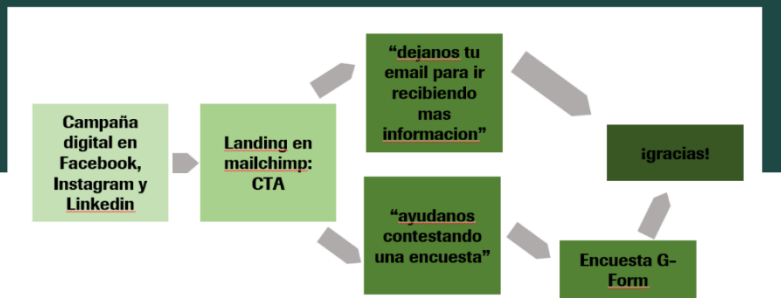 Campaña
digital en
Facebook,
Instagram y
Linkedin
Landing en
mailchimp:
CTA
“dejanos tu
email para ir
recibiendo
mas
informacion”
“ayudanos
contestando
una encuesta”
Encuesta G-
Form
¡gracias!